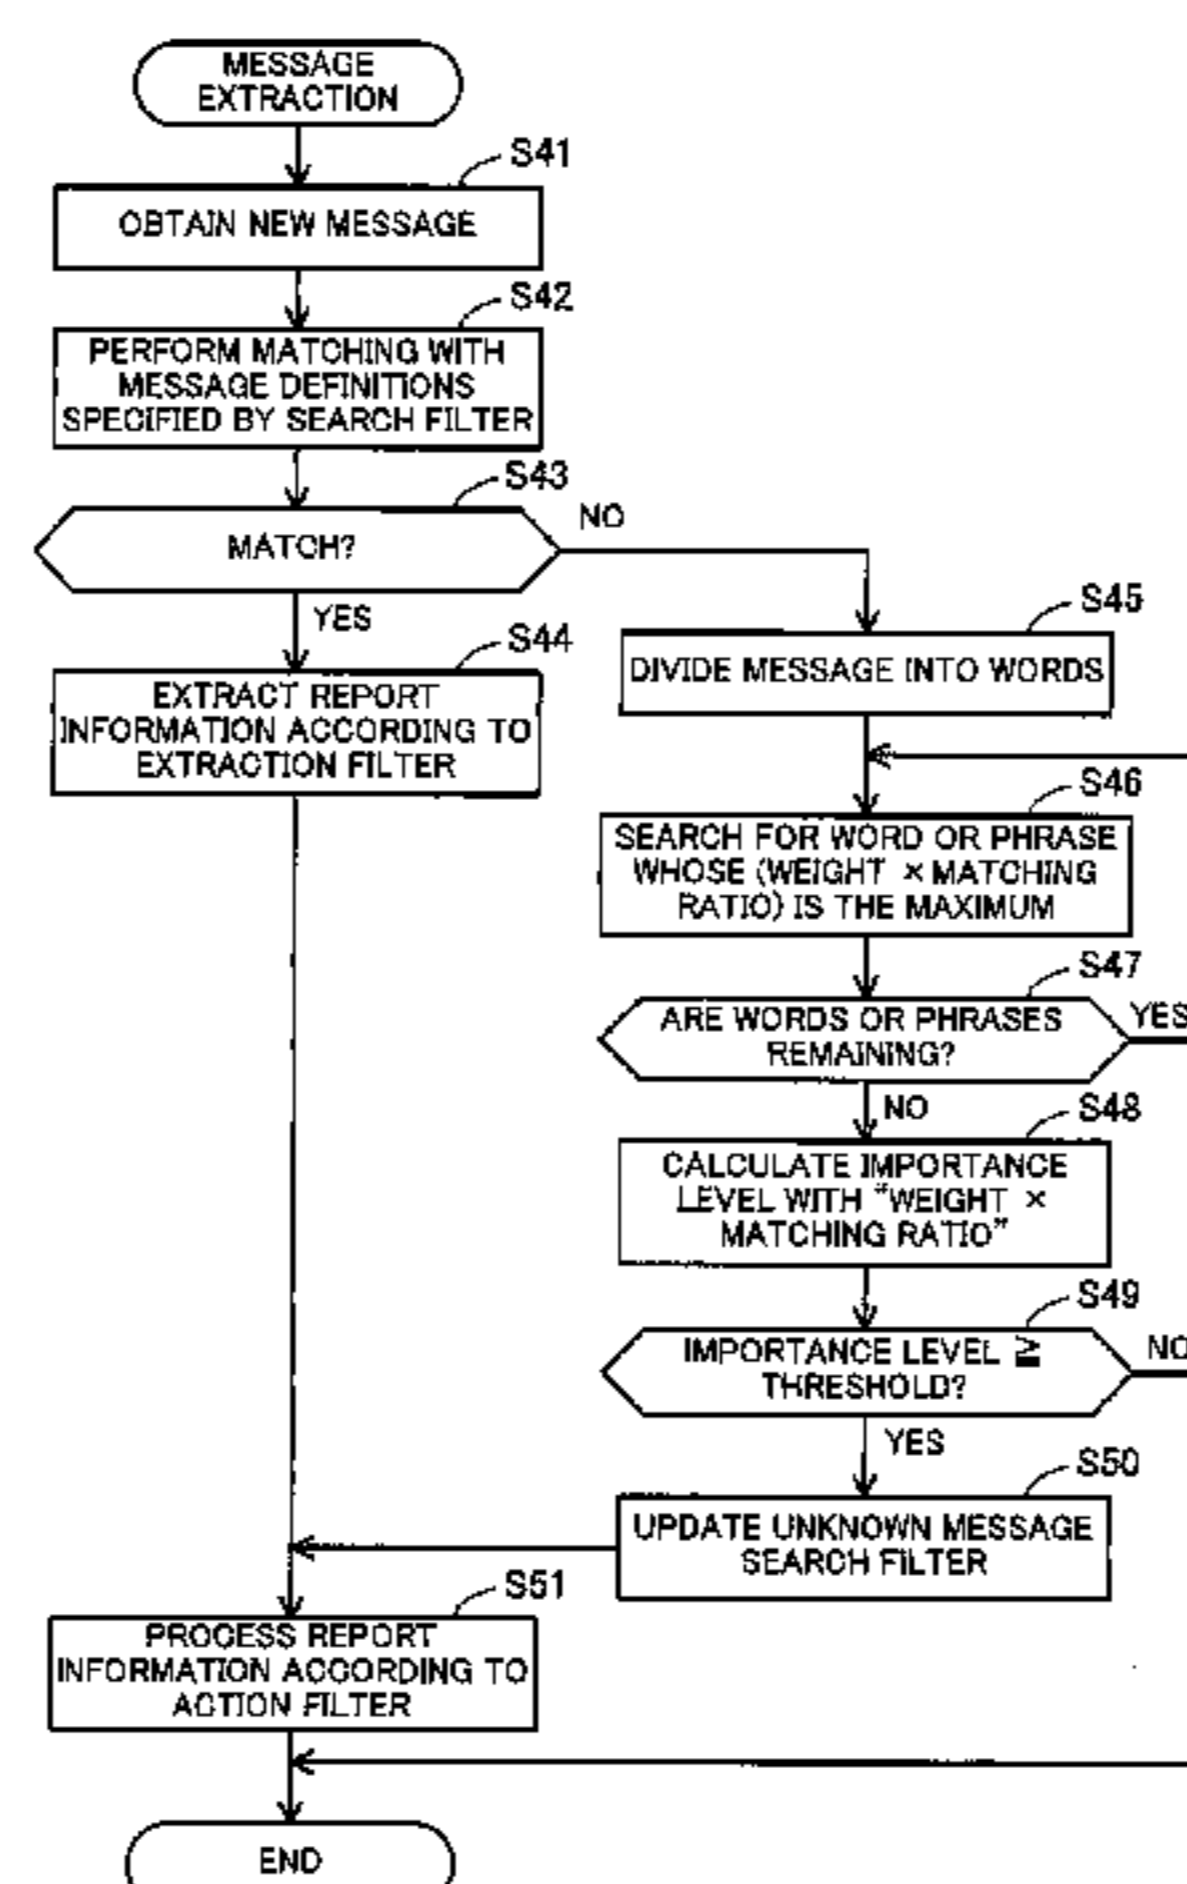 MESSAGE
EXTRACTION
S41
OBTAIN NEW MESSAGE
S42
PERFORM MATCHING WITH
MESSAGE DEFINITIONS
SPECIFIED BY SEARCH FILTER
S43
MATCH?
NO
YES
S44
EXTRACT REPORT
INFORMATION ACCORDING TO
EXTRACTION FILTER
S45
DIVIDE MESSAGE INTO WORDS
S46
SEARCH FOR WORD OR PHRASE
WHOSE (WEIGHT × MATCHING
RATIO) IS THE MAXIMUM
S47
ARE WORDS OR PHRASES
REMAINING?
YES
NO
S48
CALCULATE IMPORTANCE
LEVEL WITH "WEIGHT ×
MATCHING RATIO"
S49
IMPORTANCE LEVEL ≧
THRESHOLD?
NO
YES
S50
UPDATE UNKNOWN MESSAGE
SEARCH FILTER
S51
PROCESS REPORT
INFORMATION ACCORDING TO
ACTION FILTER
END